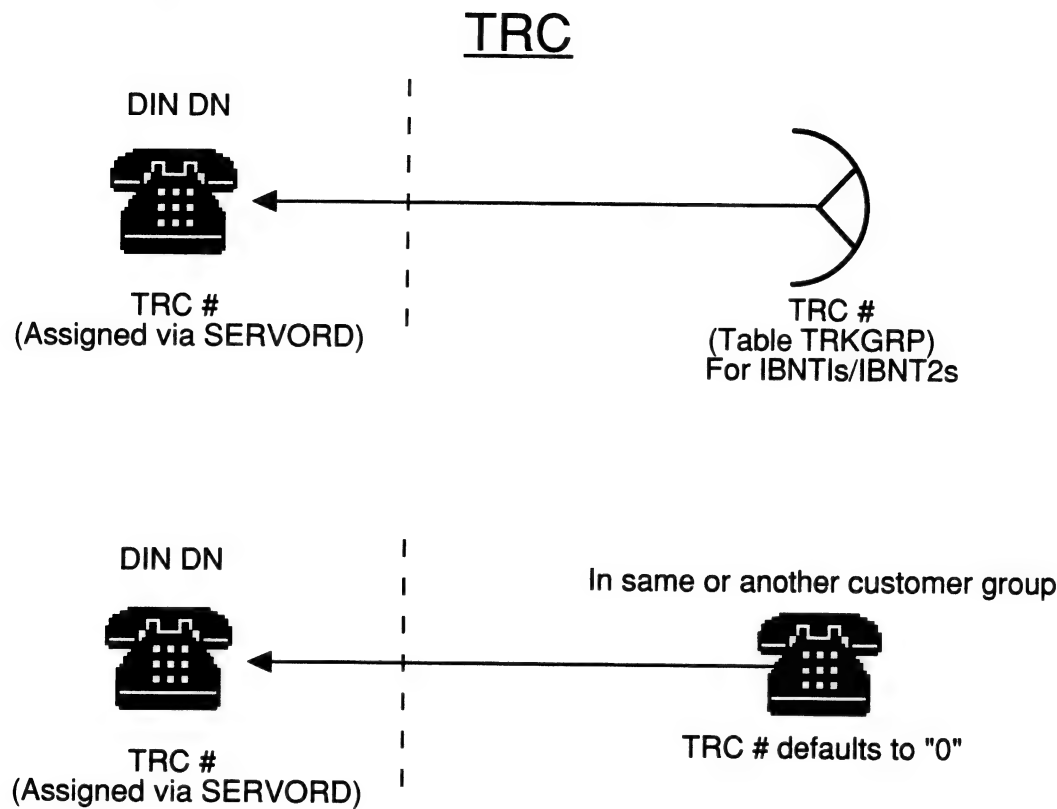 TRC
DIN DN
TRC #
(Assigned via SERVORD)
TRC #
(Table TRKGRP)
For IBNTIs/IBNT2s
DIN DN
In same or another customer group
TRC #
(Assigned via SERVORD)
TRC # defaults to "0"